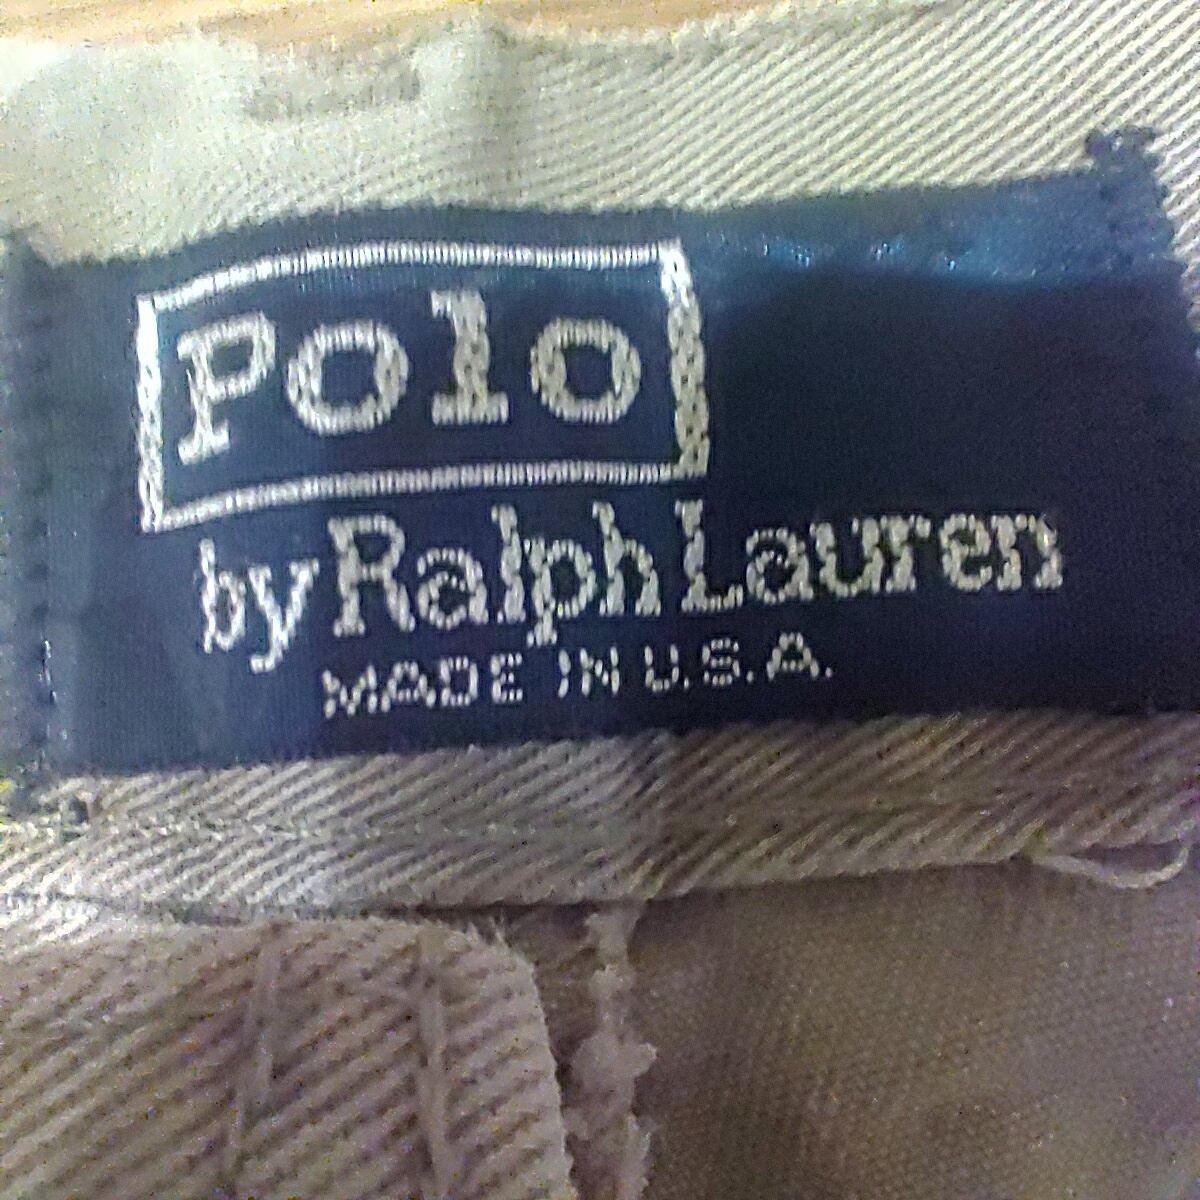 Polo
by Ralph Lauren
MADE IN U.S.A.